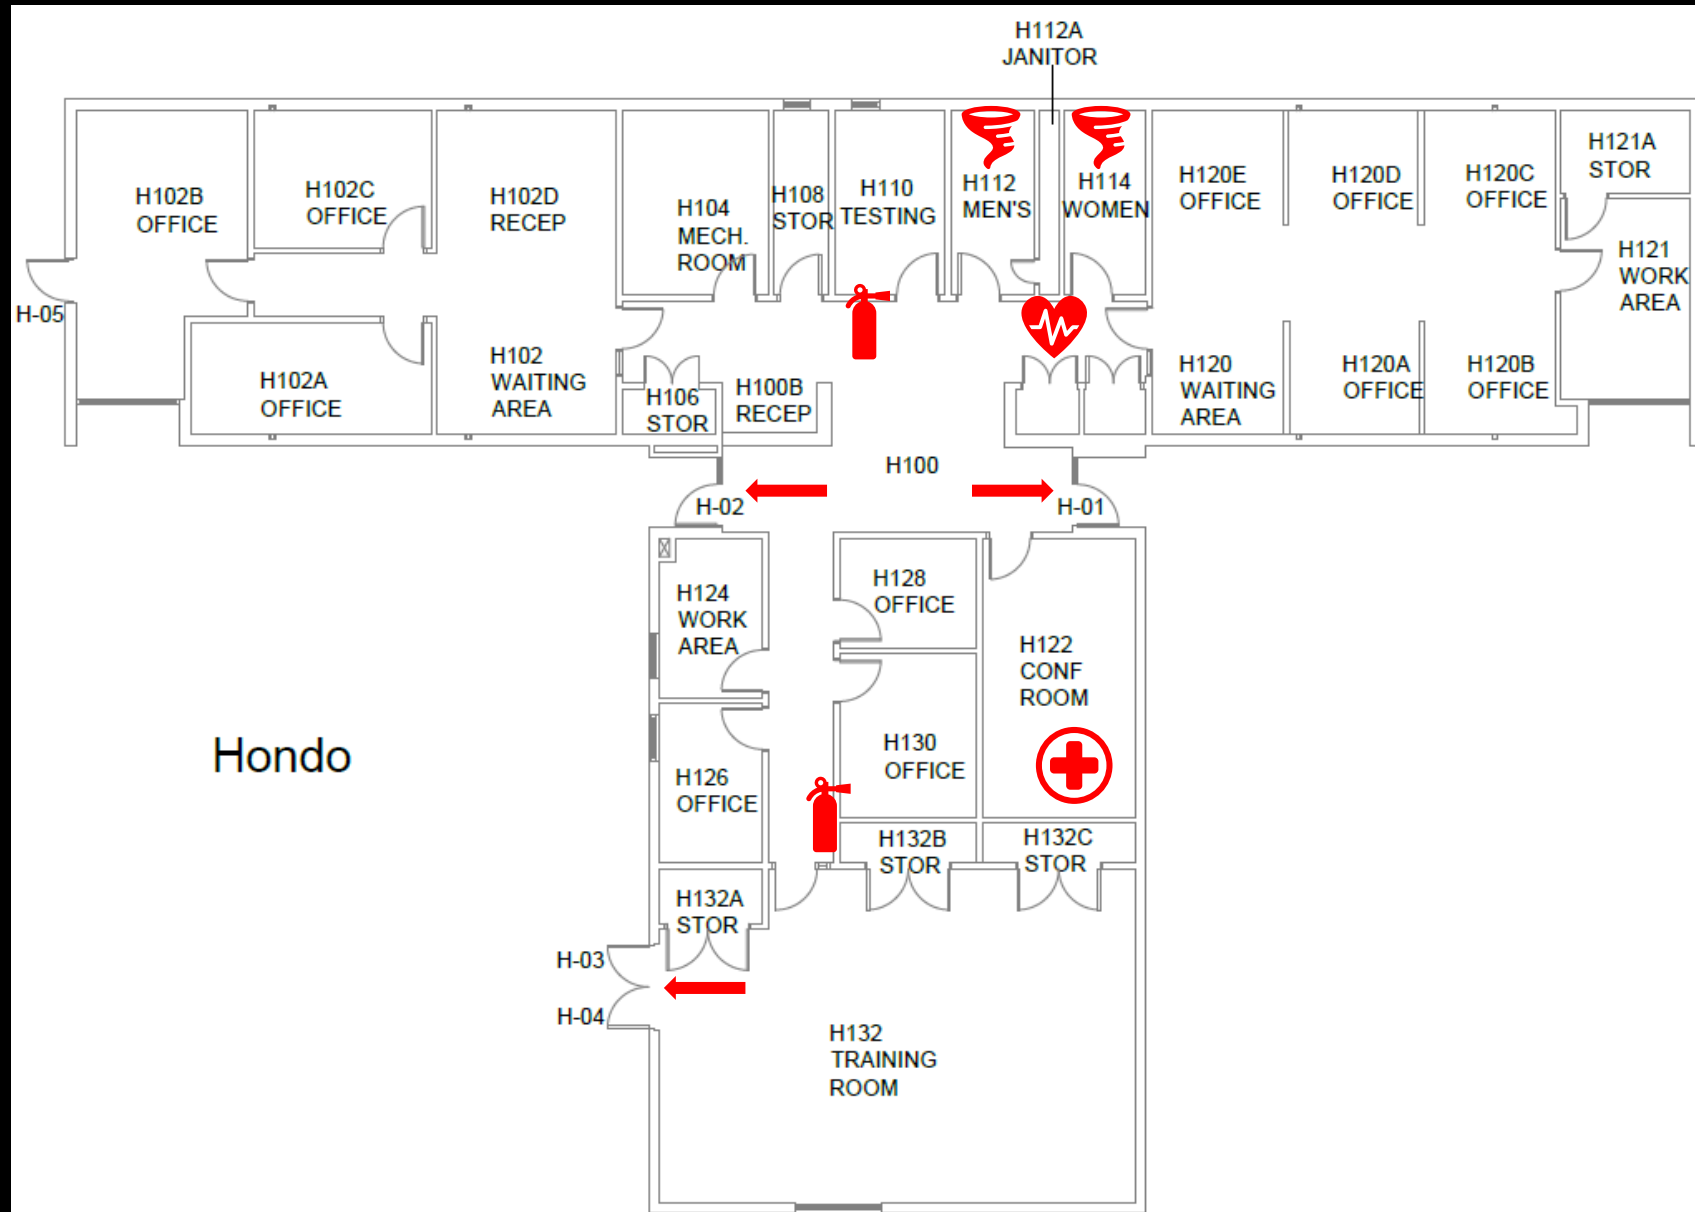 H112A
JANITOR
H102B
OFFICE
H102C
OFFICE
H102D
RECEP
H104
MECH.
ROOM
H108
STOR
H110
TESTING
H112
MEN'S
H114
WOMEN
H120E
OFFICE
H120D
OFFICE
H120C
OFFICE
H121A
STOR
H121
WORK
AREA
H-05
H102A
OFFICE
H102
WAITING
AREA
H106
STOR
H100B
RECEP
H120
WAITING
AREA
H120A
OFFICE
H120B
OFFICE
H100
H-02
H-01
H124
WORK
AREA
H128
OFFICE
H122
CONF
ROOM
Hondo
H126
OFFICE
H130
OFFICE
H132B
STOR
H132C
STOR
H132A
STOR
H-03
H-04
H132
TRAINING
ROOM